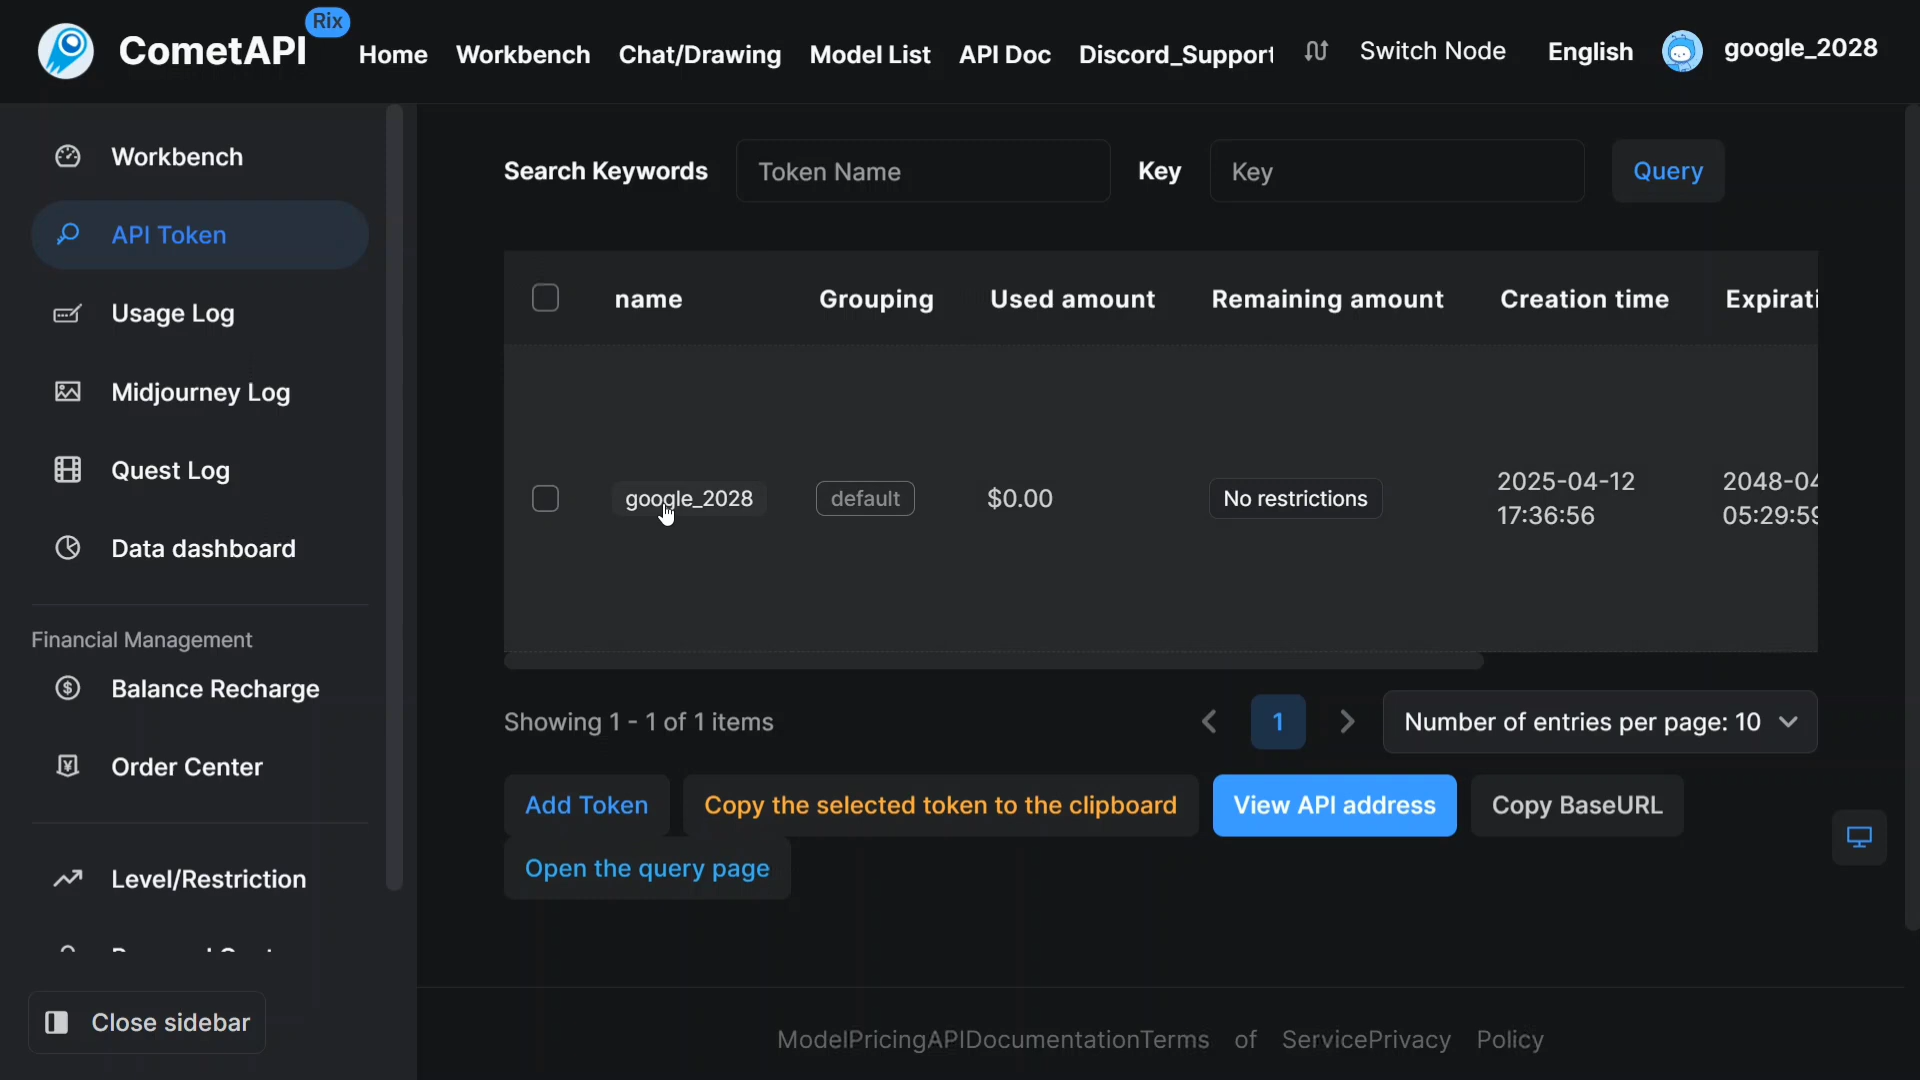 Rix
CometAPI
Home Workbench Chat/Drawing Model List API Doc Discord_Support Switch Node English google_2028
Workbench
API Token
Usage Log
Midjourney Log
Quest Log
Data dashboard
Financial Management
Balance Recharge
Order Center
Level/Restriction
Close sidebar
Search Keywords Token Name Key Key Query
name Grouping Used amount Remaining amount Creation time Expirati
google_2028 default $0.00 No restrictions
2025-04-12 2048-04
17:36:56 05:29:59
Showing 1 - 1 of 1 items 1 Number of entries per page: 10
Add Token Copy the selected token to the clipboard View API address Copy BaseURL
Open the query page
ModelPricingAPIDocumentationTerms of ServicePrivacy Policy